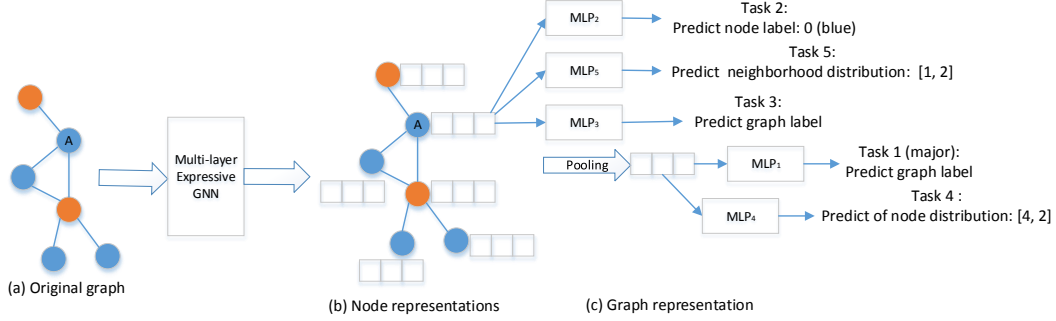 A
(a) Original graph
Multi-layer
Expressive
GNN
A
(b) Node representations
MLP2
Task 2:
Predict node label: 0 (blue)
MLP5
Task 5:
Predict neighborhood distribution: [1, 2]
MLP3
Task 3:
Predict graph label
Pooling
MLP1
Task 1 (major):
Predict graph label
MLP4
Task 4 :
Predict of node distribution: [4, 2]
(c) Graph representation